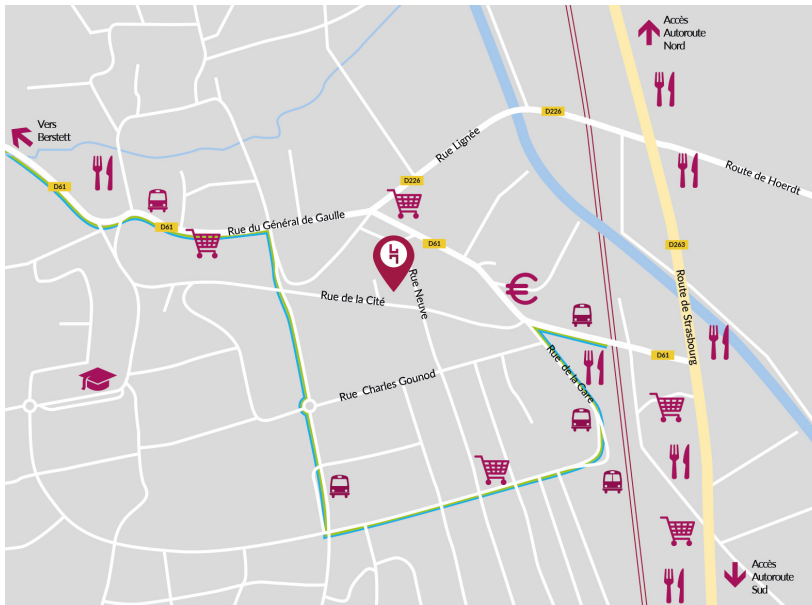 Accès
Autoroute
Nord
Vers
Berstett
D226
Rue Lignée
Route de Hoerdt
D61
D226
D61
Rue du Général de Gaulle
D61
D263
Rue Neuve
Rue de la Cité
Route de Strasbourg
D61
Rue de la Gare
Rue Charles Gounod
Accès
Autoroute
Sud